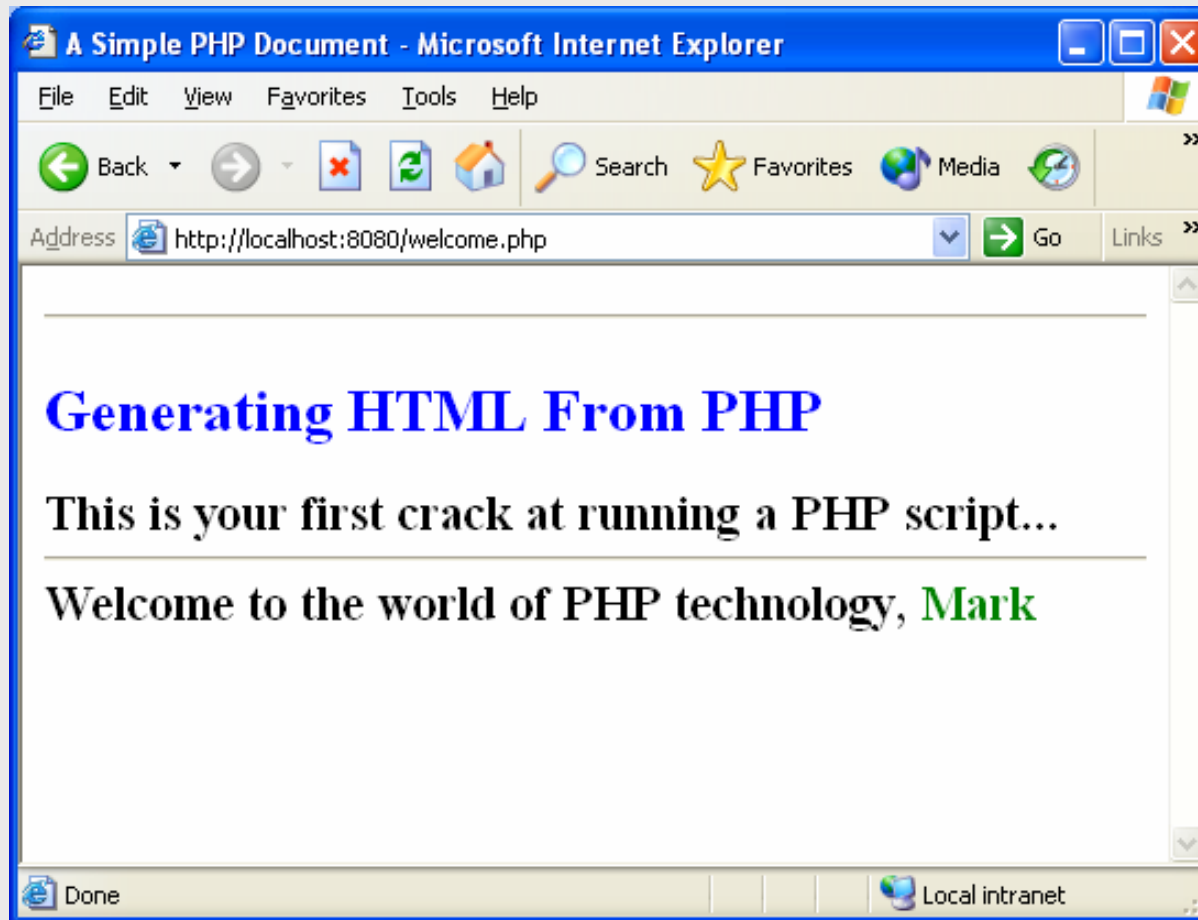 A Simple PHP Document - Microsoft Internet Explorer
File Edit View Favorites Tools Help
Back Search Favorites Media
Address http://localhost:8080/welcome.php Go Links
Generating HTML From PHP
This is your first crack at running a PHP script...
Welcome to the world of PHP technology, Mark
Done Local intranet